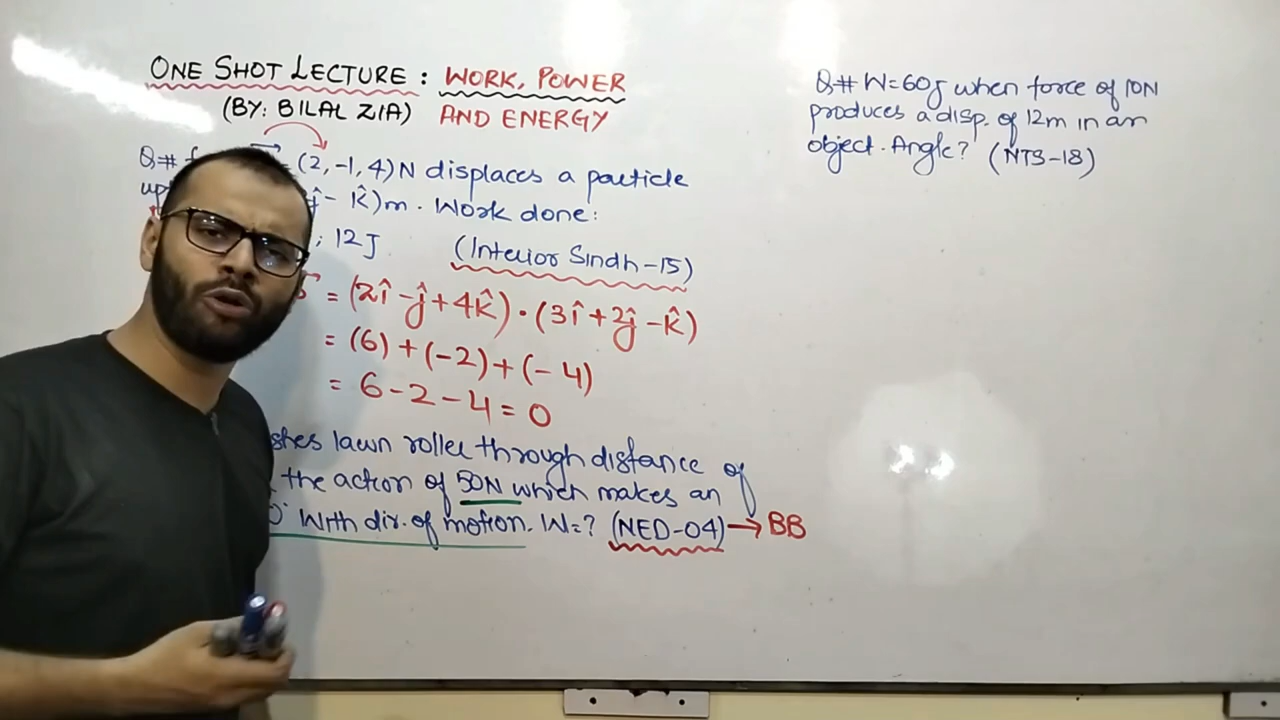 ONE SHOT LECTURE : WORK, POWER
(BY: BILAL ZIA) AND ENERGY
Q# (2, -1, 4)N displaces a particle
ĵ - k̂)m. Work done:
; 12J (Interior Sindh-15)
= (2î - ĵ + 4k̂) · (3î + 2ĵ - k̂)
= (6) + (-2) + (-4)
= 6 - 2 - 4 = 0
lawn roller through distance of
the action of 50N which makes an
With dir. of motion. W=? (NED-04) → BB
Q# W=60J when force of 10N
produces a disp. of 12m in an
object. Angle? (NTS-18)